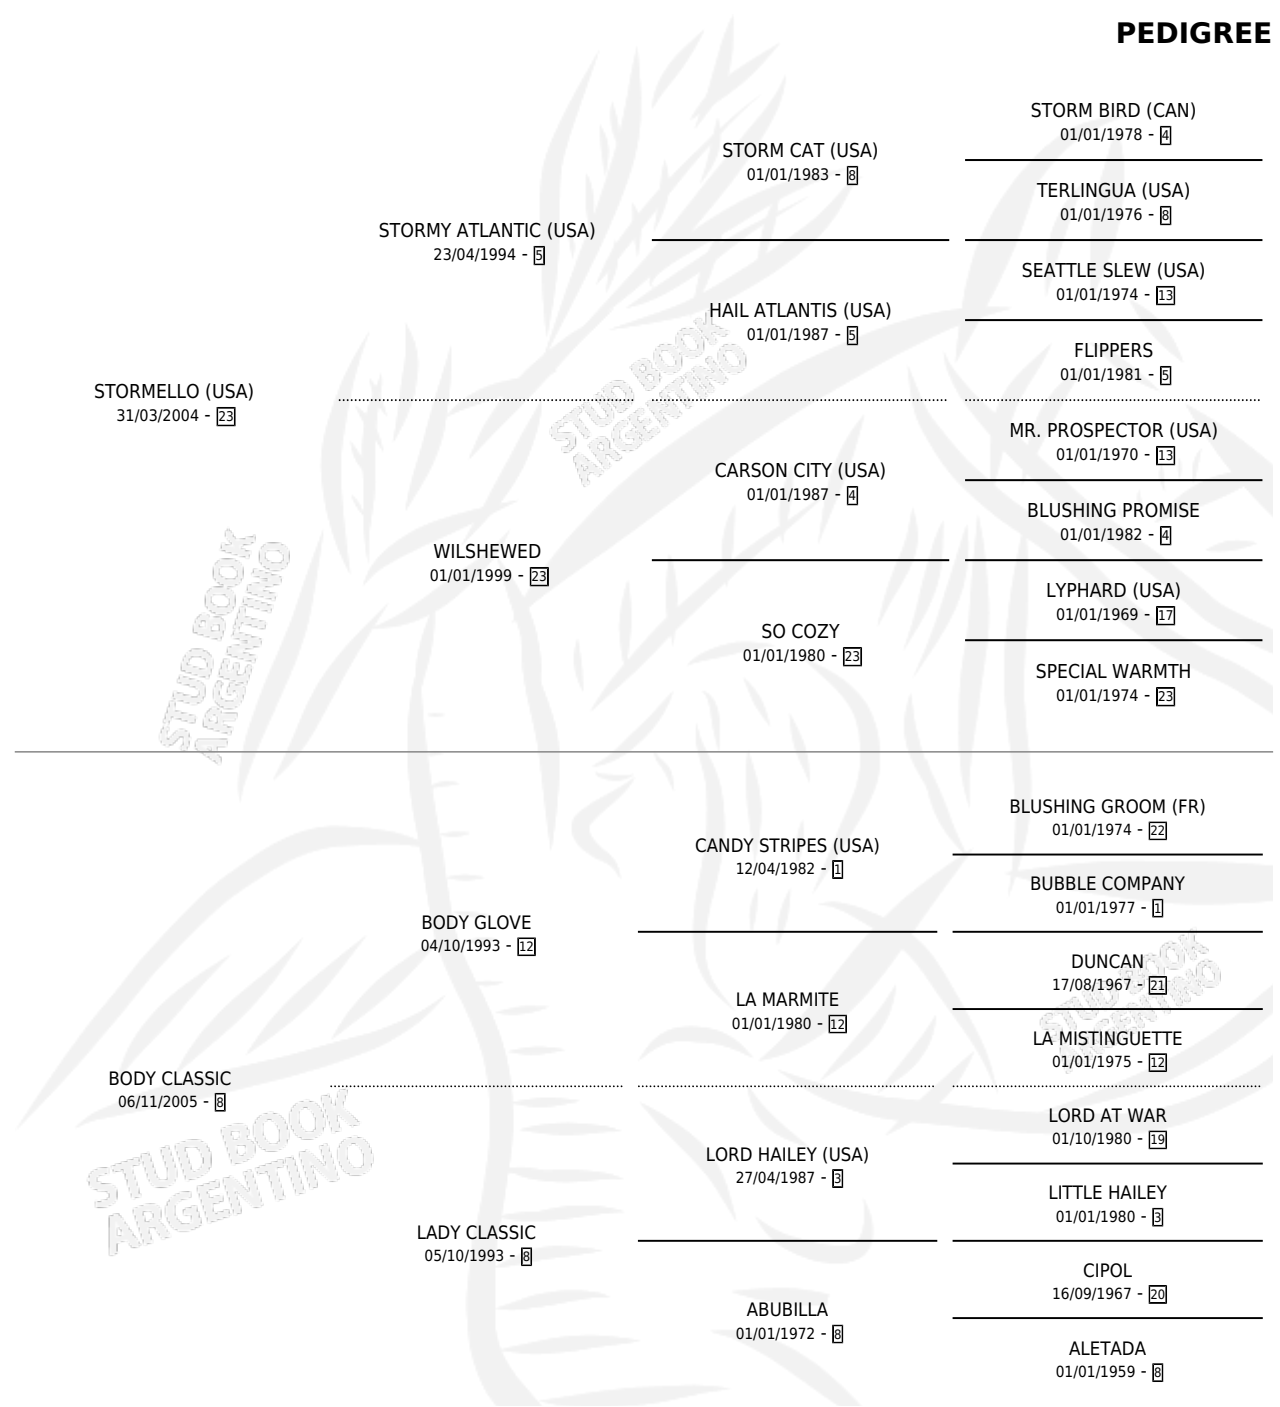 PEDIGREE
STORM BIRD (CAN)
01/01/1978 - 4
STORM CAT (USA)
01/01/1983 - 8
TERLINGUA (USA)
01/01/1976 - 8
STORMY ATLANTIC (USA)
23/04/1994 - 5
SEATTLE SLEW (USA)
01/01/1974 - 13
HAIL ATLANTIS (USA)
01/01/1987 - 5
FLIPPERS
01/01/1981 - 5
STORMELLO (USA)
31/03/2004 - 23
STUD BOOK
ARGENTINO
MR. PROSPECTOR (USA)
01/01/1970 - 13
CARSON CITY (USA)
01/01/1987 - 4
BLUSHING PROMISE
01/01/1982 - 4
WILSHEWED
01/01/1999 - 23
LYPHARD (USA)
01/01/1969 - 17
SO COZY
01/01/1980 - 23
SPECIAL WARMTH
01/01/1974 - 23
STUD BOOK
ARGENTINO
BLUSHING GROOM (FR)
01/01/1974 - 22
CANDY STRIPES (USA)
12/04/1982 - 1
BUBBLE COMPANY
01/01/1977 - 1
BODY GLOVE
04/10/1993 - 12
DUNCAN
17/08/1967 - 21
LA MARMITE
01/01/1980 - 12
STUD BOOK
ARGENTINO
LA MISTINGUETTE
01/01/1975 - 12
BODY CLASSIC
06/11/2005 - 8
LORD AT WAR
01/10/1980 - 19
LORD HAILEY (USA)
27/04/1987 - 3
LITTLE HAILEY
01/01/1980 - 3
STUD BOOK
ARGENTINO
LADY CLASSIC
05/10/1993 - 8
CIPOL
16/09/1967 - 20
ABUBILLA
01/01/1972 - 8
ALETADA
01/01/1959 - 8